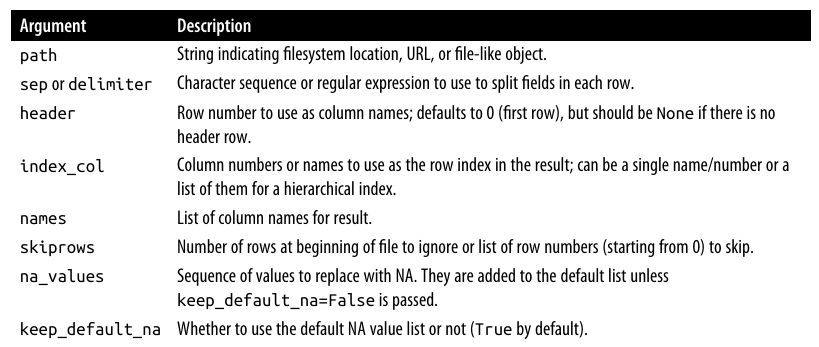 Argument Description
path String indicating filesystem location, URL, or file-like object.
sep or delimiter Character sequence or regular expression to use to split fields in each row.
header Row number to use as column names; defaults to 0 (first row), but should be None if there is no
header row.
index_col Column numbers or names to use as the row index in the result; can be a single name/number or a
list of them for a hierarchical index.
names List of column names for result.
skiprows Number of rows at beginning of file to ignore or list of row numbers (starting from 0) to skip.
na_values Sequence of values to replace with NA. They are added to the default list unless
keep_default_na=False is passed.
keep_default_na Whether to use the default NA value list or not (True by default).